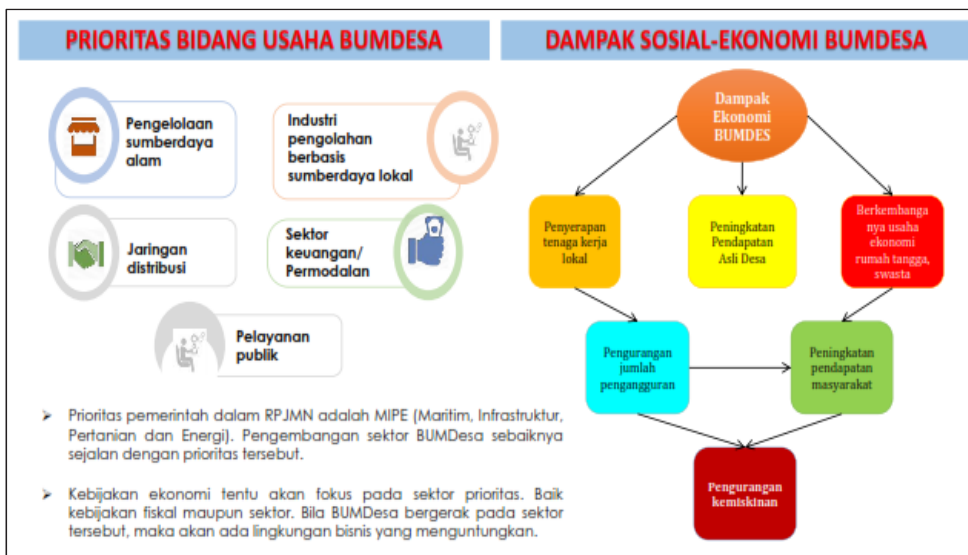 PRIORITAS BIDANG USAHA BUMDESA
Pengelolaan
sumberdaya
alam
Industri
pengolahan
berbasis
sumberdaya lokal
Jaringan
distribusi
Sektor
keuangan/
Permodalan
Pelayanan
publik
➢ Prioritas pemerintah dalam RPJMN adalah MIPE (Maritim, Infrastruktur,
Pertanian dan Energi). Pengembangan sektor BUMDesa sebaiknya
sejalan dengan prioritas tersebut.
➢ Kebijakan ekonomi tentu akan fokus pada sektor prioritas. Baik
kebijakan fiskal maupun sektor. Bila BUMDesa bergerak pada sektor
tersebut, maka akan ada lingkungan bisnis yang menguntungkan.
DAMPAK SOSIAL-EKONOMI BUMDESA
Dampak
Ekonomi
BUMDES
Penyerapan
tenaga kerja
lokal
Peningkatan
Pendapatan
Asli Desa
Berkembanga
nya usaha
ekonomi
rumah tangga,
swasta
Pengurangan
jumlah
pengangguran
Peningkatan
pendapatan
masyarakat
Pengurangan
kemiskinan